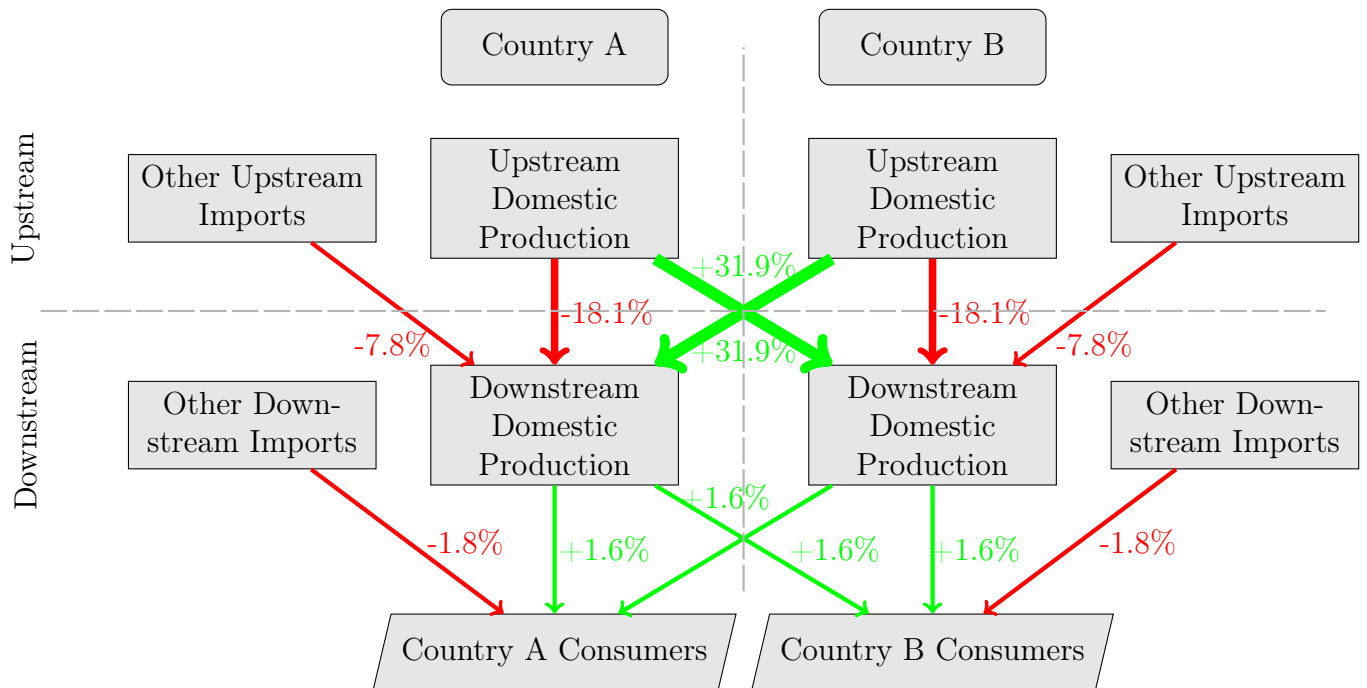 Country A
Country B
Upstream
Other Upstream
Imports
Upstream
Domestic
Production
Upstream
Domestic
Production
Other Upstream
Imports
+31.9%
-18.1%
-18.1%
-7.8%
+31.9%
-7.8%
Downstream
Other Down-
stream Imports
Downstream
Domestic
Production
Downstream
Domestic
Production
Other Down-
stream Imports
+1.6%
-1.8%
+1.6%
+1.6%
+1.6%
-1.8%
Country A Consumers
Country B Consumers